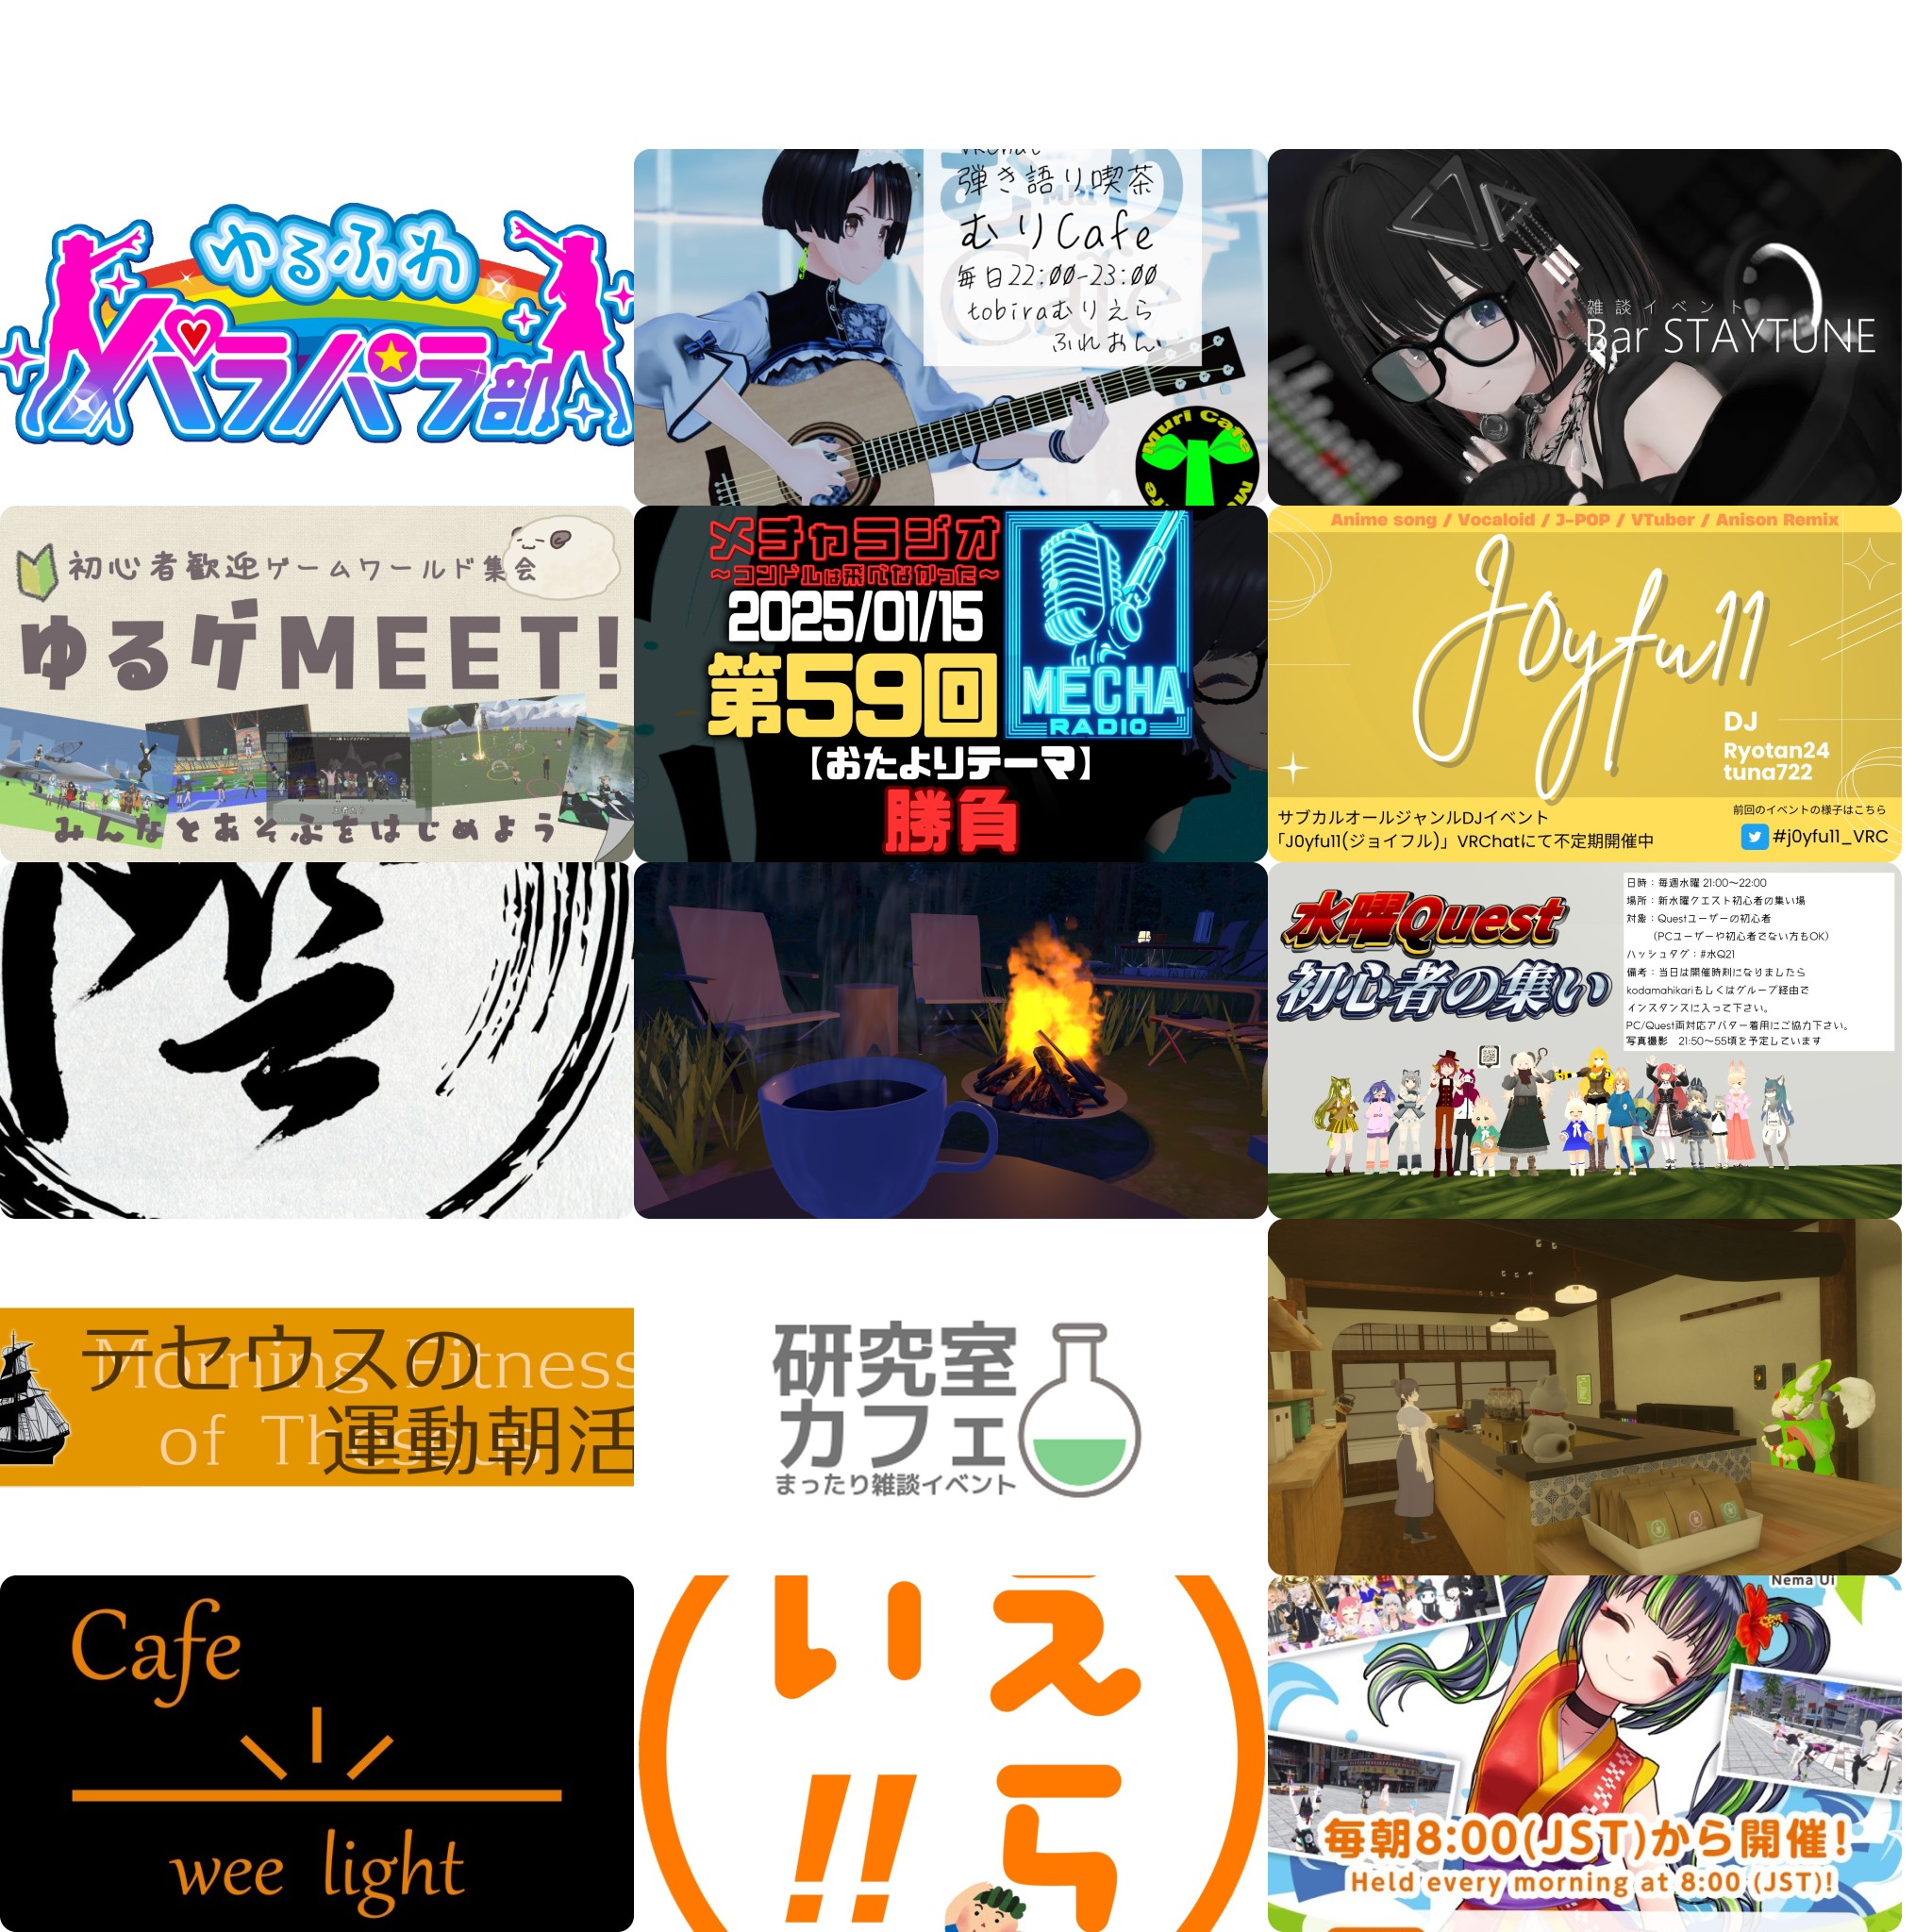 ゆるふわ
パラパラ部
弾き語り喫茶
むりCafe
毎日22:00-23:00
tobiraむりえら
ふれおん
Muri Cafe
雑談イベント
Bar STAYTUNE
初心者歓迎ゲームワールド集会
ゆるゲMEET!
みんなとあそぶをはじめよう
メチャラジオ
～コンドルは飛べなかった～
2025/01/15
第59回
【おたよりテーマ】
勝負
MECHA
RADIO
Anime song / Vocaloid / J-POP / VTuber / Anison Remix
J0yfu11
DJ
Ryotan24
tuna722
サブカルオールジャンルDJイベント
「J0yfu11(ジョイフル)」VRChatにて不定期開催中
前回のイベントの様子はこちら
#j0yfu11_VRC
水曜Quest
初心者の集い
日時：毎週水曜 21:00～22:00
場所：新水曜クエスト初心者の集い場
対象：Questユーザーの初心者
（PCユーザーや初心者でない方もOK）
ハッシュタグ：#水Q21
備考：当日は開催時刻になりましたら
kodamahikariもしくはグループ経由で
インスタンスに入って下さい。
PC/Quest両対応アバター着用にご協力下さい。
写真撮影 21:50～55頃を予定しています
テセウスの
運動朝活
Morning Fitness
of Theseus
研究室
カフェ
まったり雑談イベント
Cafe
wee light
えら
い!!
Nema Ui
毎朝8:00(JST)から開催!
Held every morning at 8:00 (JST)!